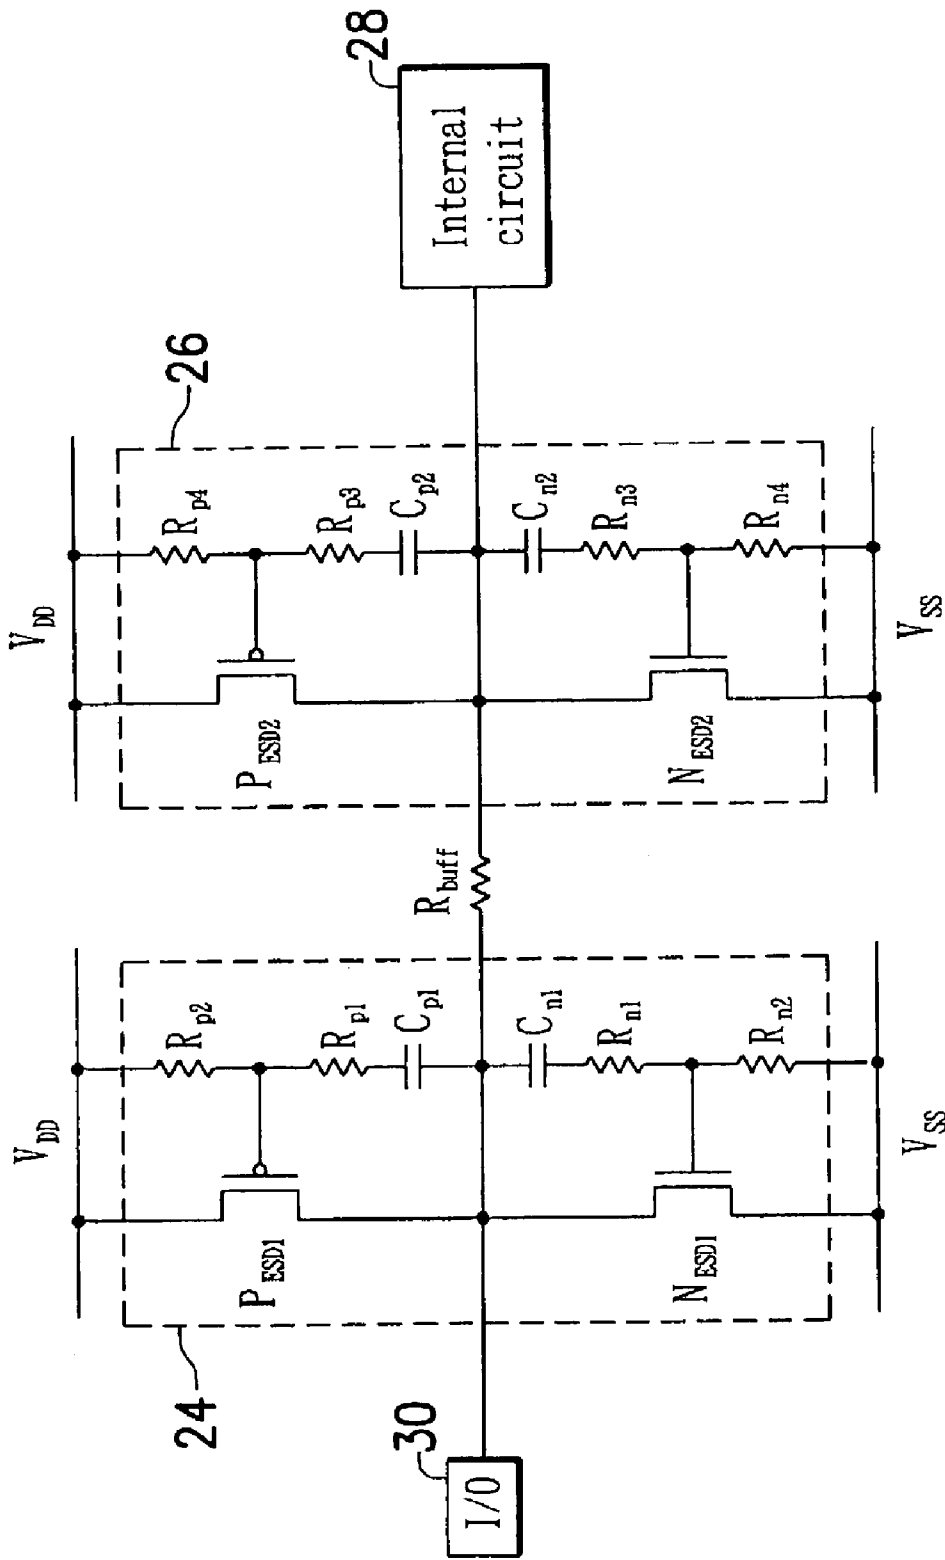 V_DD
V_DD
24
26
28
R_p2
R_p4
P_ESD1
R_p1
P_ESD2
R_p3
C_p1
C_p2
30
I/O
R_buff
Internal
circuit
C_n1
C_n2
N_ESD1
R_n1
N_ESD2
R_n3
R_n2
R_n4
V_SS
V_SS